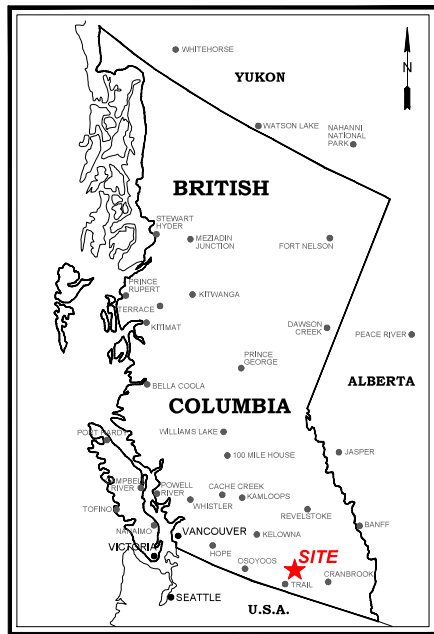 WHITEHORSE
YUKON
N
WATSON LAKE
NAHANNI
NATIONAL
PARK
BRITISH
STEWART
HYDER
MEZIADIN
JUNCTION
FORT NELSON
PRINCE
RUPERT
KITWANGA
TERRACE
KITIMAT
DAWSON
CREEK
PEACE RIVER
PRINCE
GEORGE
ALBERTA
BELLA COOLA
COLUMBIA
PORT HARDY
WILLIAMS LAKE
100 MILE HOUSE
JASPER
CAMPBELL
RIVER
POWELL
RIVER
CACHE CREEK
KAMLOOPS
WHISTLER
TOFINO
REVELSTOKE
BANFF
NANAIMO
VANCOUVER
KELOWNA
VICTORIA
HOPE
OSOYOOS
SITE
CRANBROOK
TRAIL
SEATTLE
U.S.A.